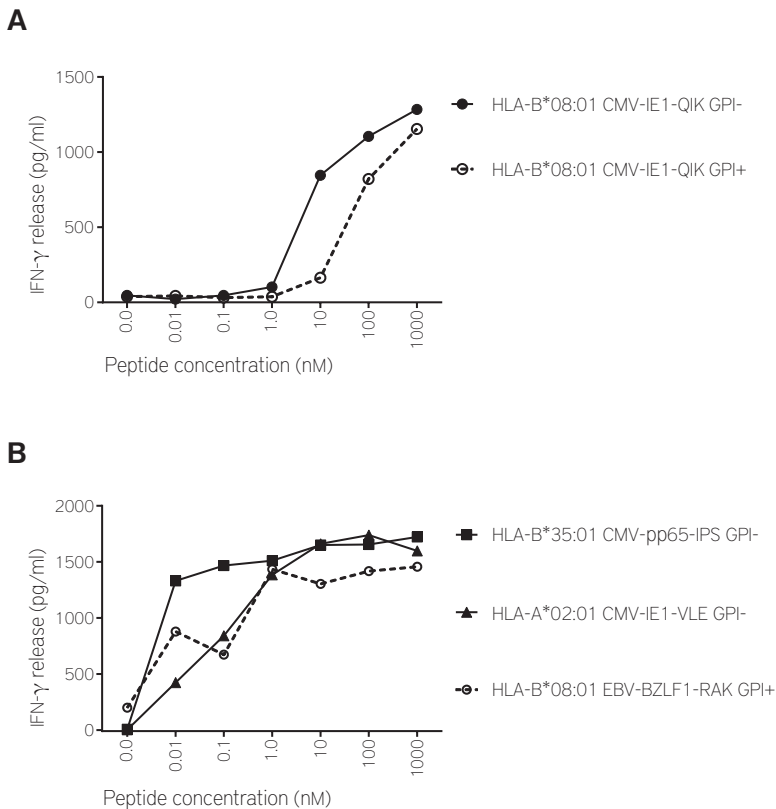 A
1500
1000
500
0
IFN-γ release (pg/ml)
0.0
0.01
0.1
1.0
10
100
1000
Peptide concentration (nM)
HLA-B*08:01 CMV-IE1-QIK GPI-
HLA-B*08:01 CMV-IE1-QIK GPI+
B
2000
1500
1000
500
0
IFN-γ release (pg/ml)
0.0
0.01
0.1
1.0
10
100
1000
Peptide concentration (nM)
HLA-B*35:01 CMV-pp65-IPS GPI-
HLA-A*02:01 CMV-IE1-VLE GPI-
HLA-B*08:01 EBV-BZLF1-RAK GPI+